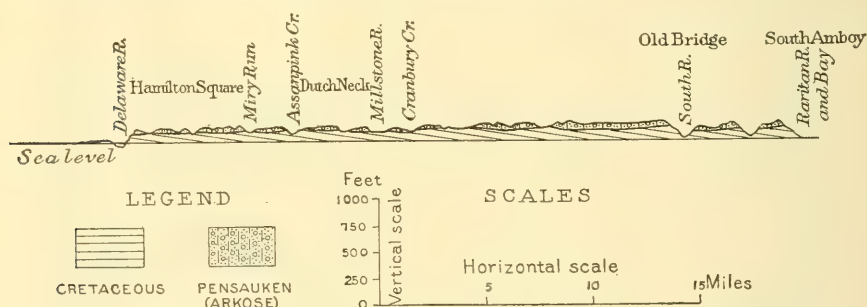 Delaware R.
Hamilton Square
Miry Run
Assanpink Cr.
Dutch Neck
Millstone R.
Cranbury Cr.
Old Bridge
South R.
South Amboy
Raritan R.
and Bay
Sea level
LEGEND
CRETACEOUS
PENSAUKEN
(ARKOSE)
SCALES
Feet
1000
750
500
250
0
Vertical scale
Horizontal scale
5
10
15 Miles